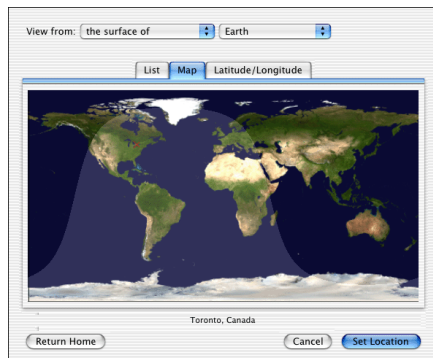 View from: the surface of Earth
List Map Latitude/Longitude
Toronto, Canada
Return Home Cancel Set Location